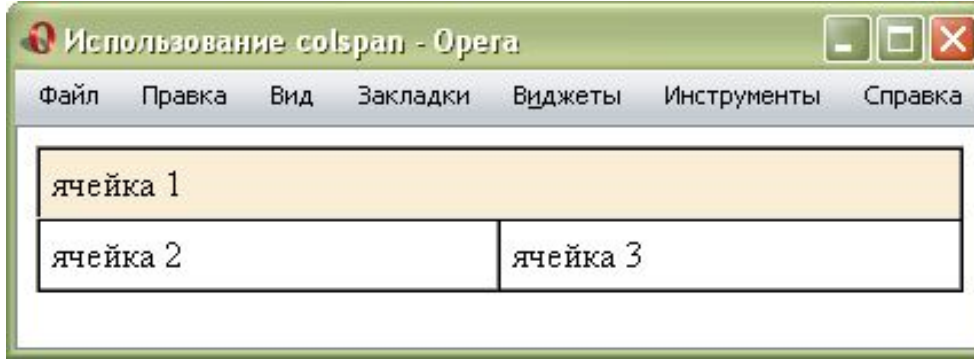 Использование colspan - Opera
Файл Правка Вид Закладки Виджеты Инструменты Справка
ячейка 1
ячейка 2 ячейка 3